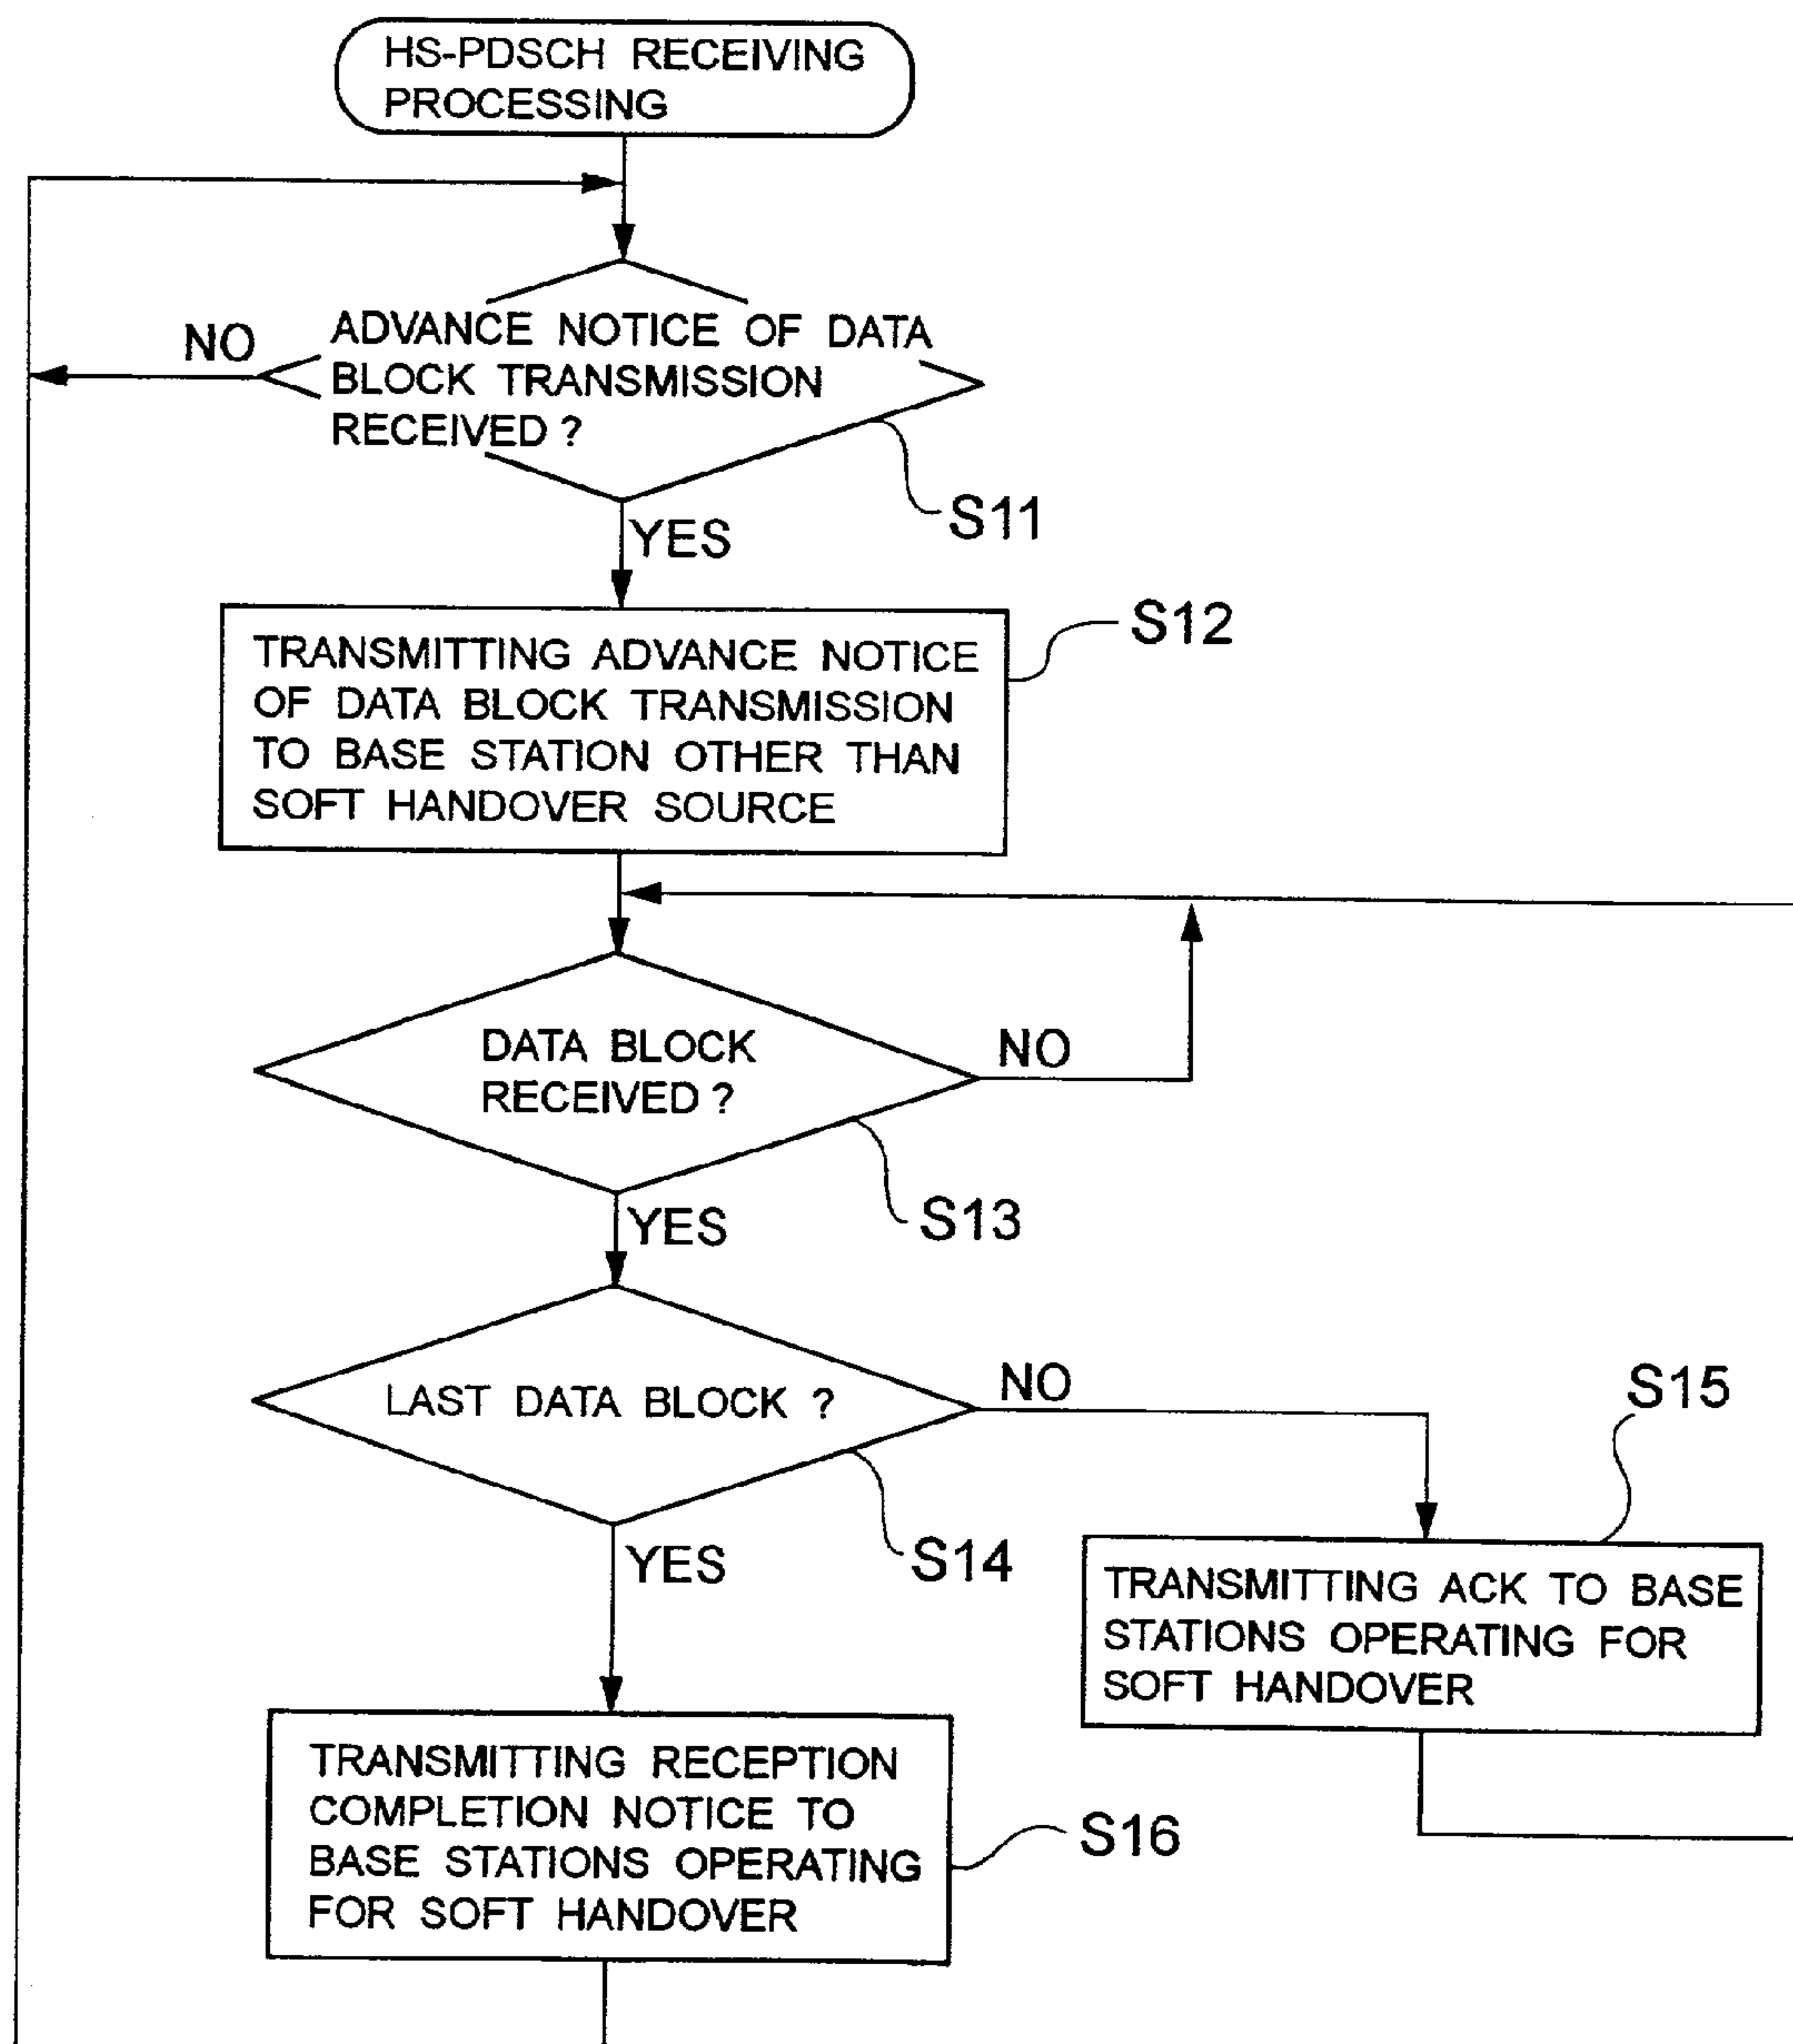 HS-PDSCH RECEIVING
PROCESSING
NO
ADVANCE NOTICE OF DATA
BLOCK TRANSMISSION
RECEIVED ?
S11
YES
S12
TRANSMITTING ADVANCE NOTICE
OF DATA BLOCK TRANSMISSION
TO BASE STATION OTHER THAN
SOFT HANDOVER SOURCE
DATA BLOCK
RECEIVED ?
NO
S13
YES
LAST DATA BLOCK ?
NO
S15
S14
YES
TRANSMITTING ACK TO BASE
STATIONS OPERATING FOR
SOFT HANDOVER
TRANSMITTING RECEPTION
COMPLETION NOTICE TO
BASE STATIONS OPERATING
FOR SOFT HANDOVER
S16